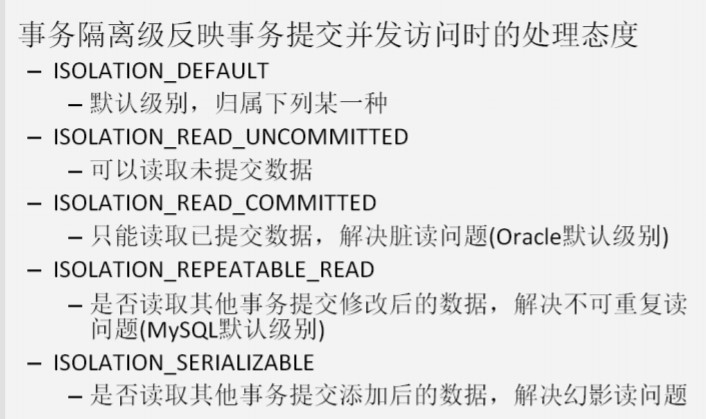 事务隔离级反映事务提交并发访问时的处理态度
– ISOLATION_DEFAULT
– 默认级别，归属下列某一种
– ISOLATION_READ_UNCOMMITTED
– 可以读取未提交数据
– ISOLATION_READ_COMMITTED
– 只能读取已提交数据，解决脏读问题(Oracle默认级别)
– ISOLATION_REPEATABLE_READ
– 是否读取其他事务提交修改后的数据，解决不可重复读
问题(MySQL默认级别)
– ISOLATION_SERIALIZABLE
– 是否读取其他事务提交添加后的数据，解决幻影读问题